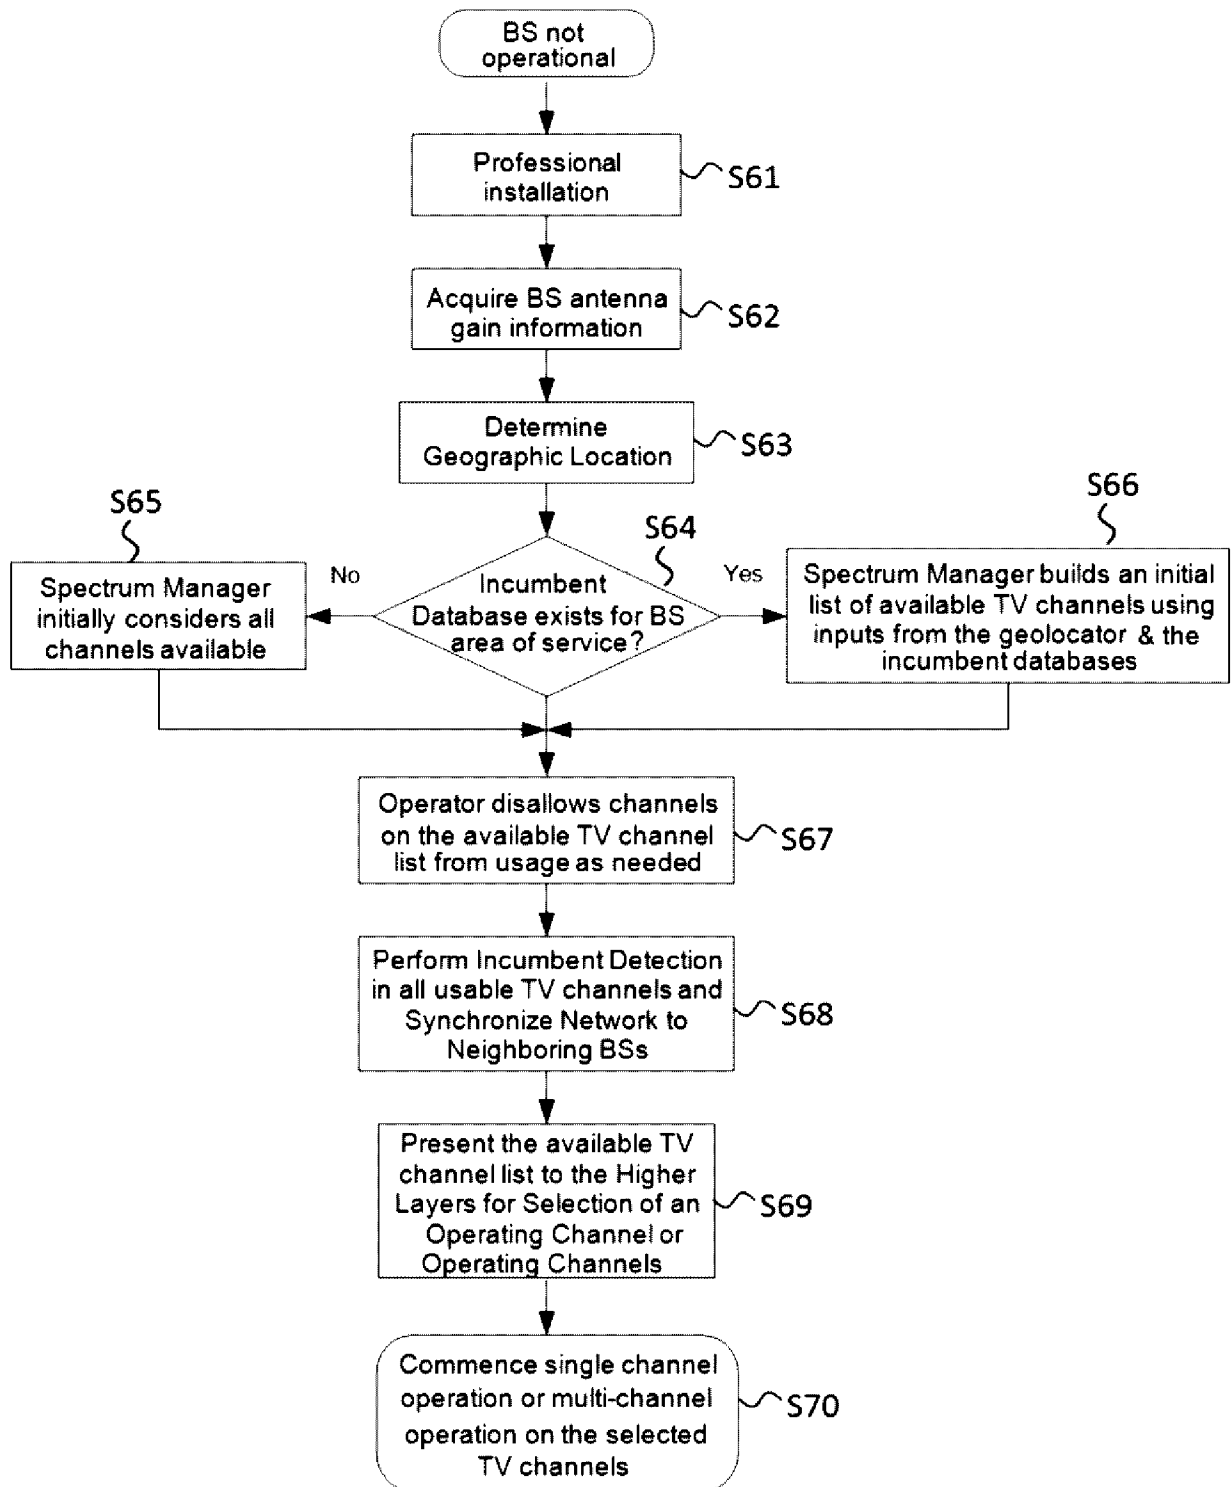 BS not
operational
Professional
installation
S61
Acquire BS antenna
gain information
S62
Determine
Geographic Location
S63
S64
Incumbent
Database exists for BS
area of service?
No
Yes
S65
Spectrum Manager
initially considers all
channels available
S66
Spectrum Manager builds an initial
list of available TV channels using
inputs from the geolocator & the
incumbent databases
Operator disallows channels
on the available TV channel
list from usage as needed
S67
Perform Incumbent Detection
in all usable TV channels and
Synchronize Network to
Neighboring BSs
S68
Present the available TV
channel list to the Higher
Layers for Selection of an
Operating Channel or
Operating Channels
S69
Commence single channel
operation or multi-channel
operation on the selected
TV channels
S70